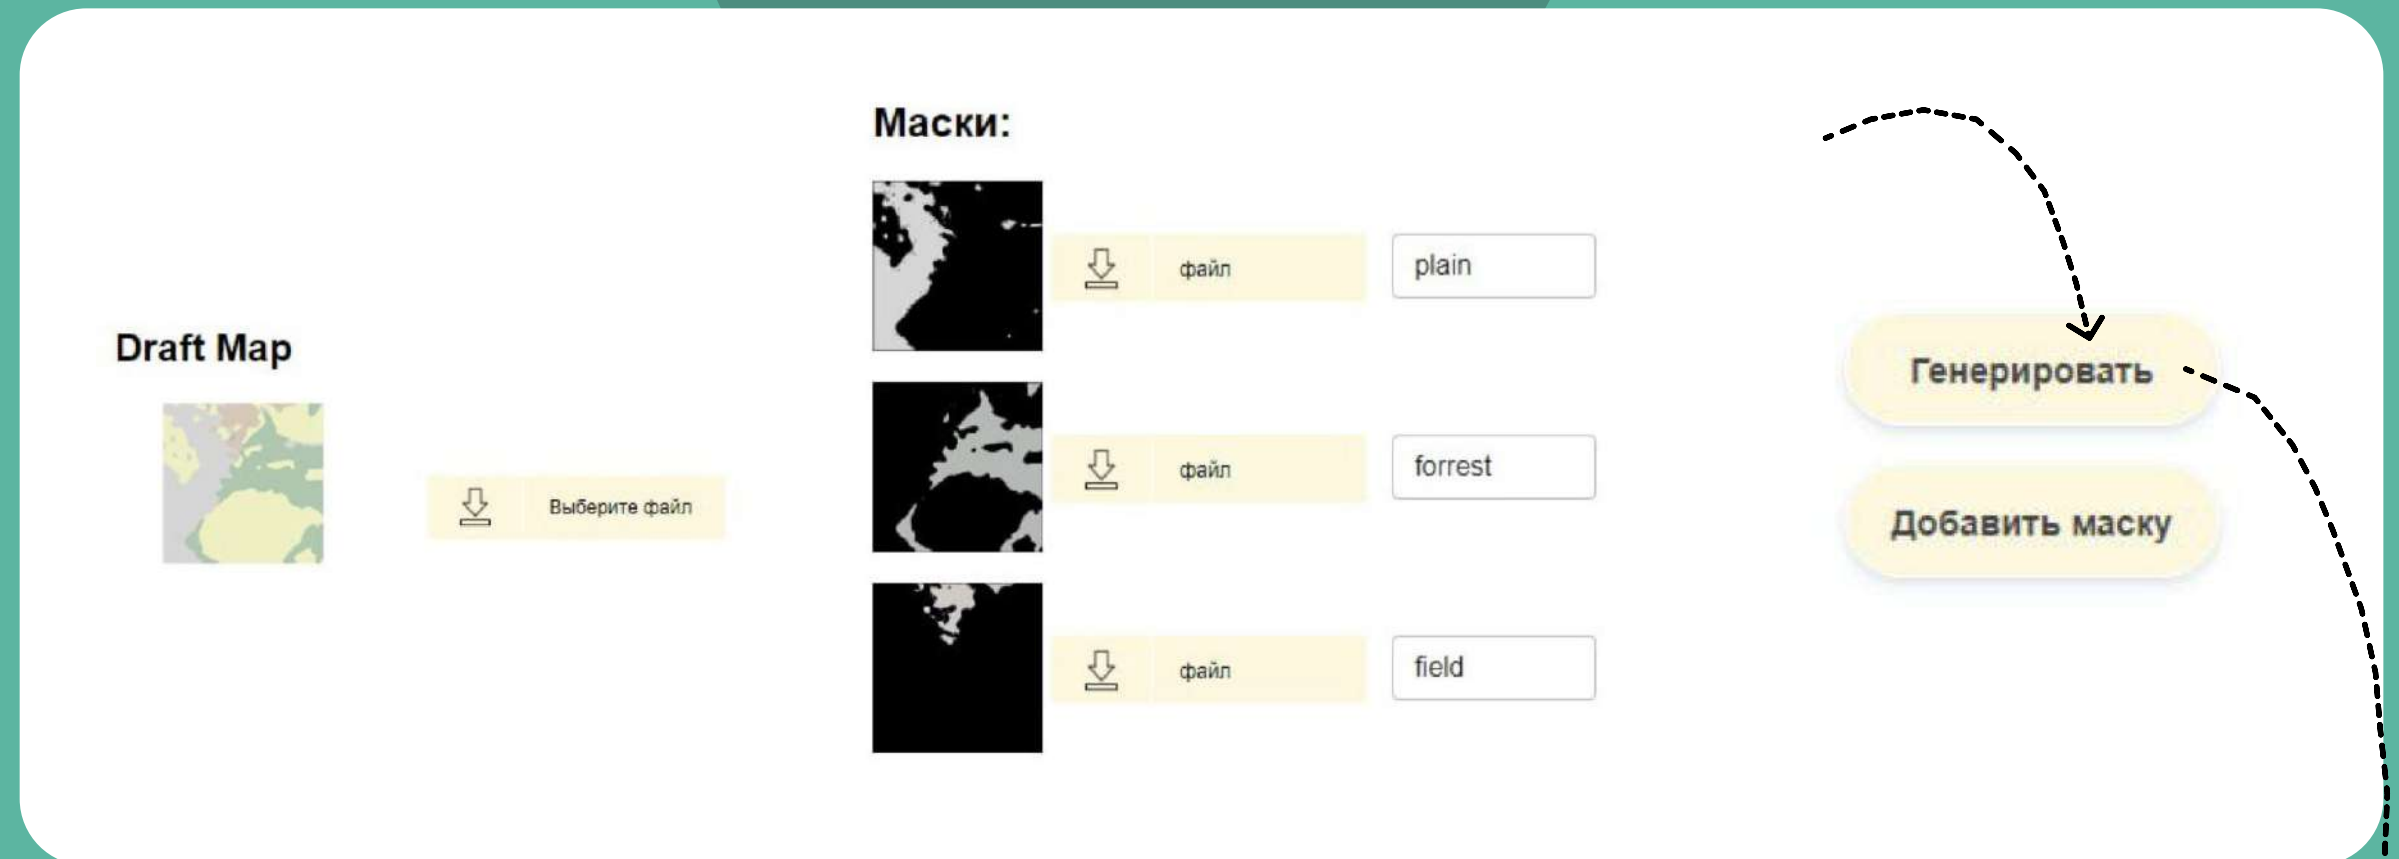 Draft Map
Выберите файл
Маски:
файл
plain
файл
forrest
файл
field
Генерировать
Добавить маску